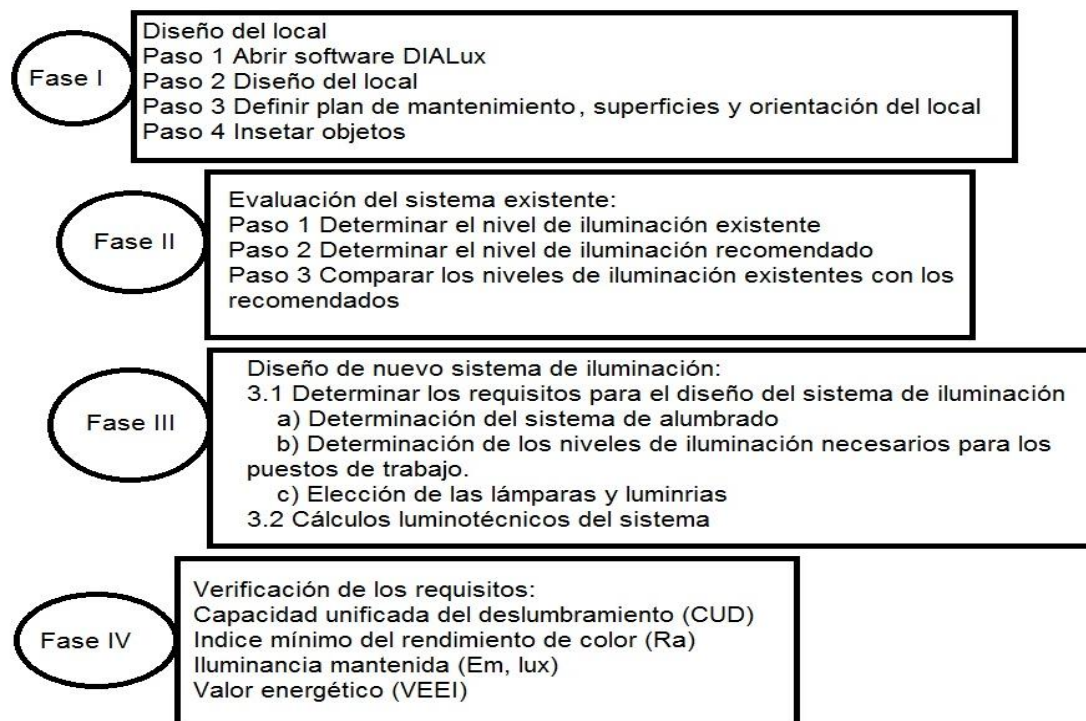 Fase I
Diseño del local
Paso 1 Abrir software DIALux
Paso 2 Diseño del local
Paso 3 Definir plan de mantenimiento, superficies y orientación del local
Paso 4 Insetar objetos
Fase II
Evaluación del sistema existente:
Paso 1 Determinar el nivel de iluminación existente
Paso 2 Determinar el nivel de iluminación recomendado
Paso 3 Comparar los niveles de iluminación existentes con los
recomendados
Fase III
Diseño de nuevo sistema de iluminación:
3.1 Determinar los requisitos para el diseño del sistema de iluminación
a) Determinación del sistema de alumbrado
b) Determinación de los niveles de iluminación necesarios para los
puestos de trabajo.
c) Elección de las lámparas y luminrias
3.2 Cálculos luminotécnicos del sistema
Fase IV
Verificación de los requisitos:
Capacidad unificada del deslumbramiento (CUD)
Indice mínimo del rendimiento de color (Ra)
Iluminancia mantenida (Em, lux)
Valor energético (VEEI)